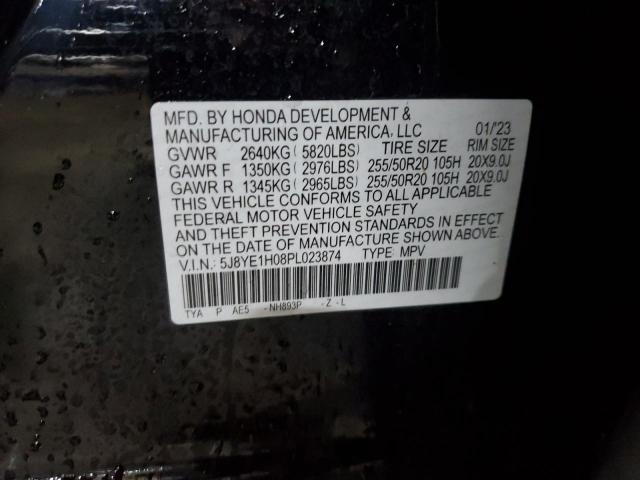 MFD. BY HONDA DEVELOPMENT &
MANUFACTURING OF AMERICA, LLC 01/'23
GVWR 2640KG ( 5820LBS) TIRE SIZE RIM SIZE
GAWR F 1350KG ( 2976LBS) 255/50R20 105H 20X9.0J
GAWR R 1345KG ( 2965LBS) 255/50R20 105H 20X9.0J
THIS VEHICLE CONFORMS TO ALL APPLICABLE
FEDERAL MOTOR VEHICLE SAFETY
AND THEFT PREVENTION STANDARDS IN EFFECT
ON THE DATE OF MANUFACTURE SHOWN ABOVE.
V.I.N.: 5J8YE1H08PL023874 TYPE: MPV
TYA P AE5 -NH893P -Z-L